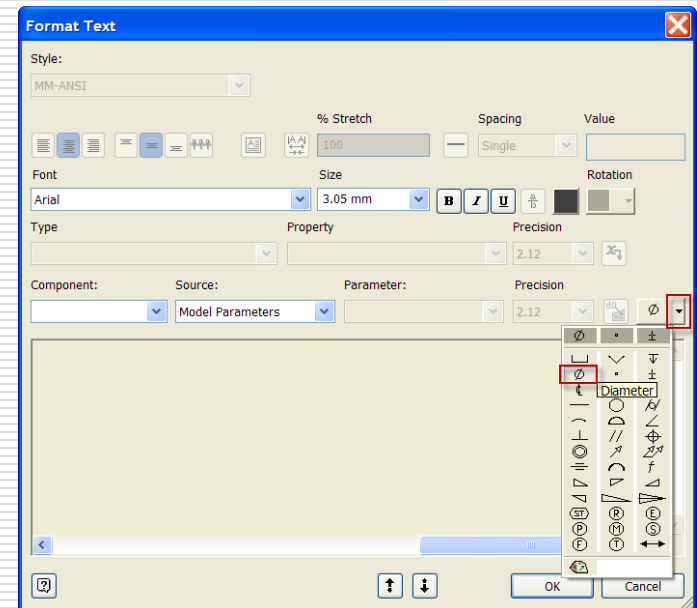 Format Text
Style:
MM-ANSI
% Stretch Spacing Value
100 Single
Font Size Rotation
Arial 3.05 mm B I U a/b
Type Property Precision
2.12
Component: Source: Parameter: Precision
Model Parameters 2.12 Ø
Ø ° ±
Ø ° ±
Diameter
f
ST R E
P M S
F T
OK Cancel